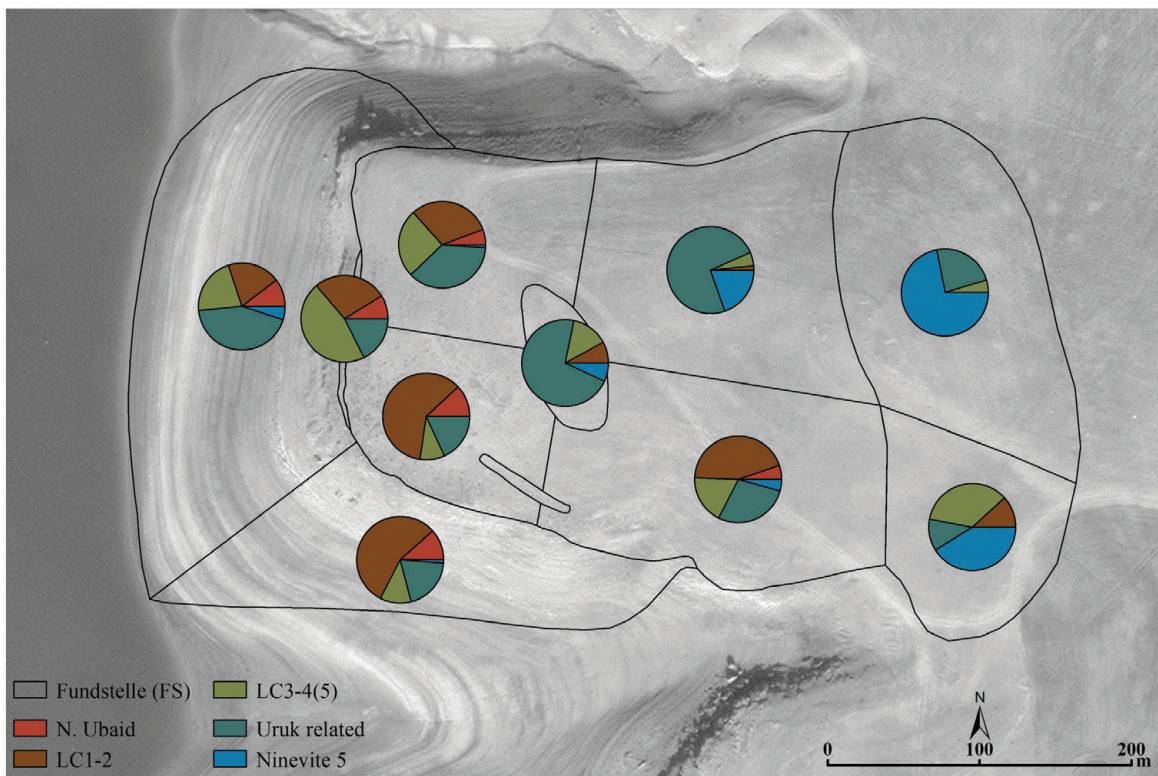 Fundstelle (FS)
N. Ubaid
LC1-2
LC3-4(5)
Uruk related
Ninevite 5
N
0
100
200
m